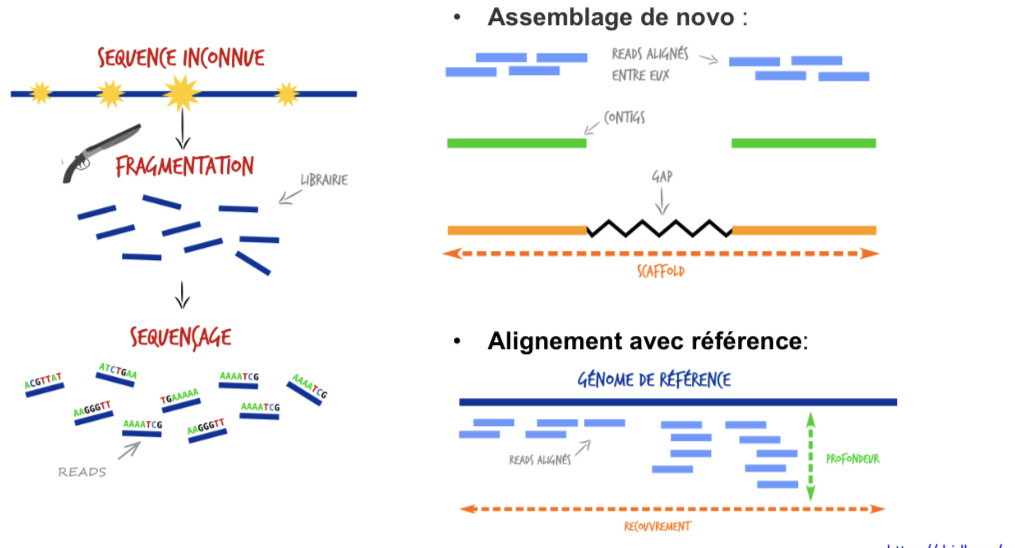 SEQUENCE INCONNUE
FRAGMENTATION
LIBRAIRIE
SEQUENÇAGE
ACGTTAT
ATCTGAA
AAAATCG
AAAATCG
AAGGGTT
TGAAAAA
AAAATCG
AAAATCG
AAGGGTT
READS
• Assemblage de novo :
READS ALIGNÉS
ENTRE EUX
CONTIGS
GAP
SCAFFOLD
• Alignement avec référence:
GÉNOME DE RÉFÉRENCE
READS ALIGNÉS
PROFONDEUR
RECOUVREMENT